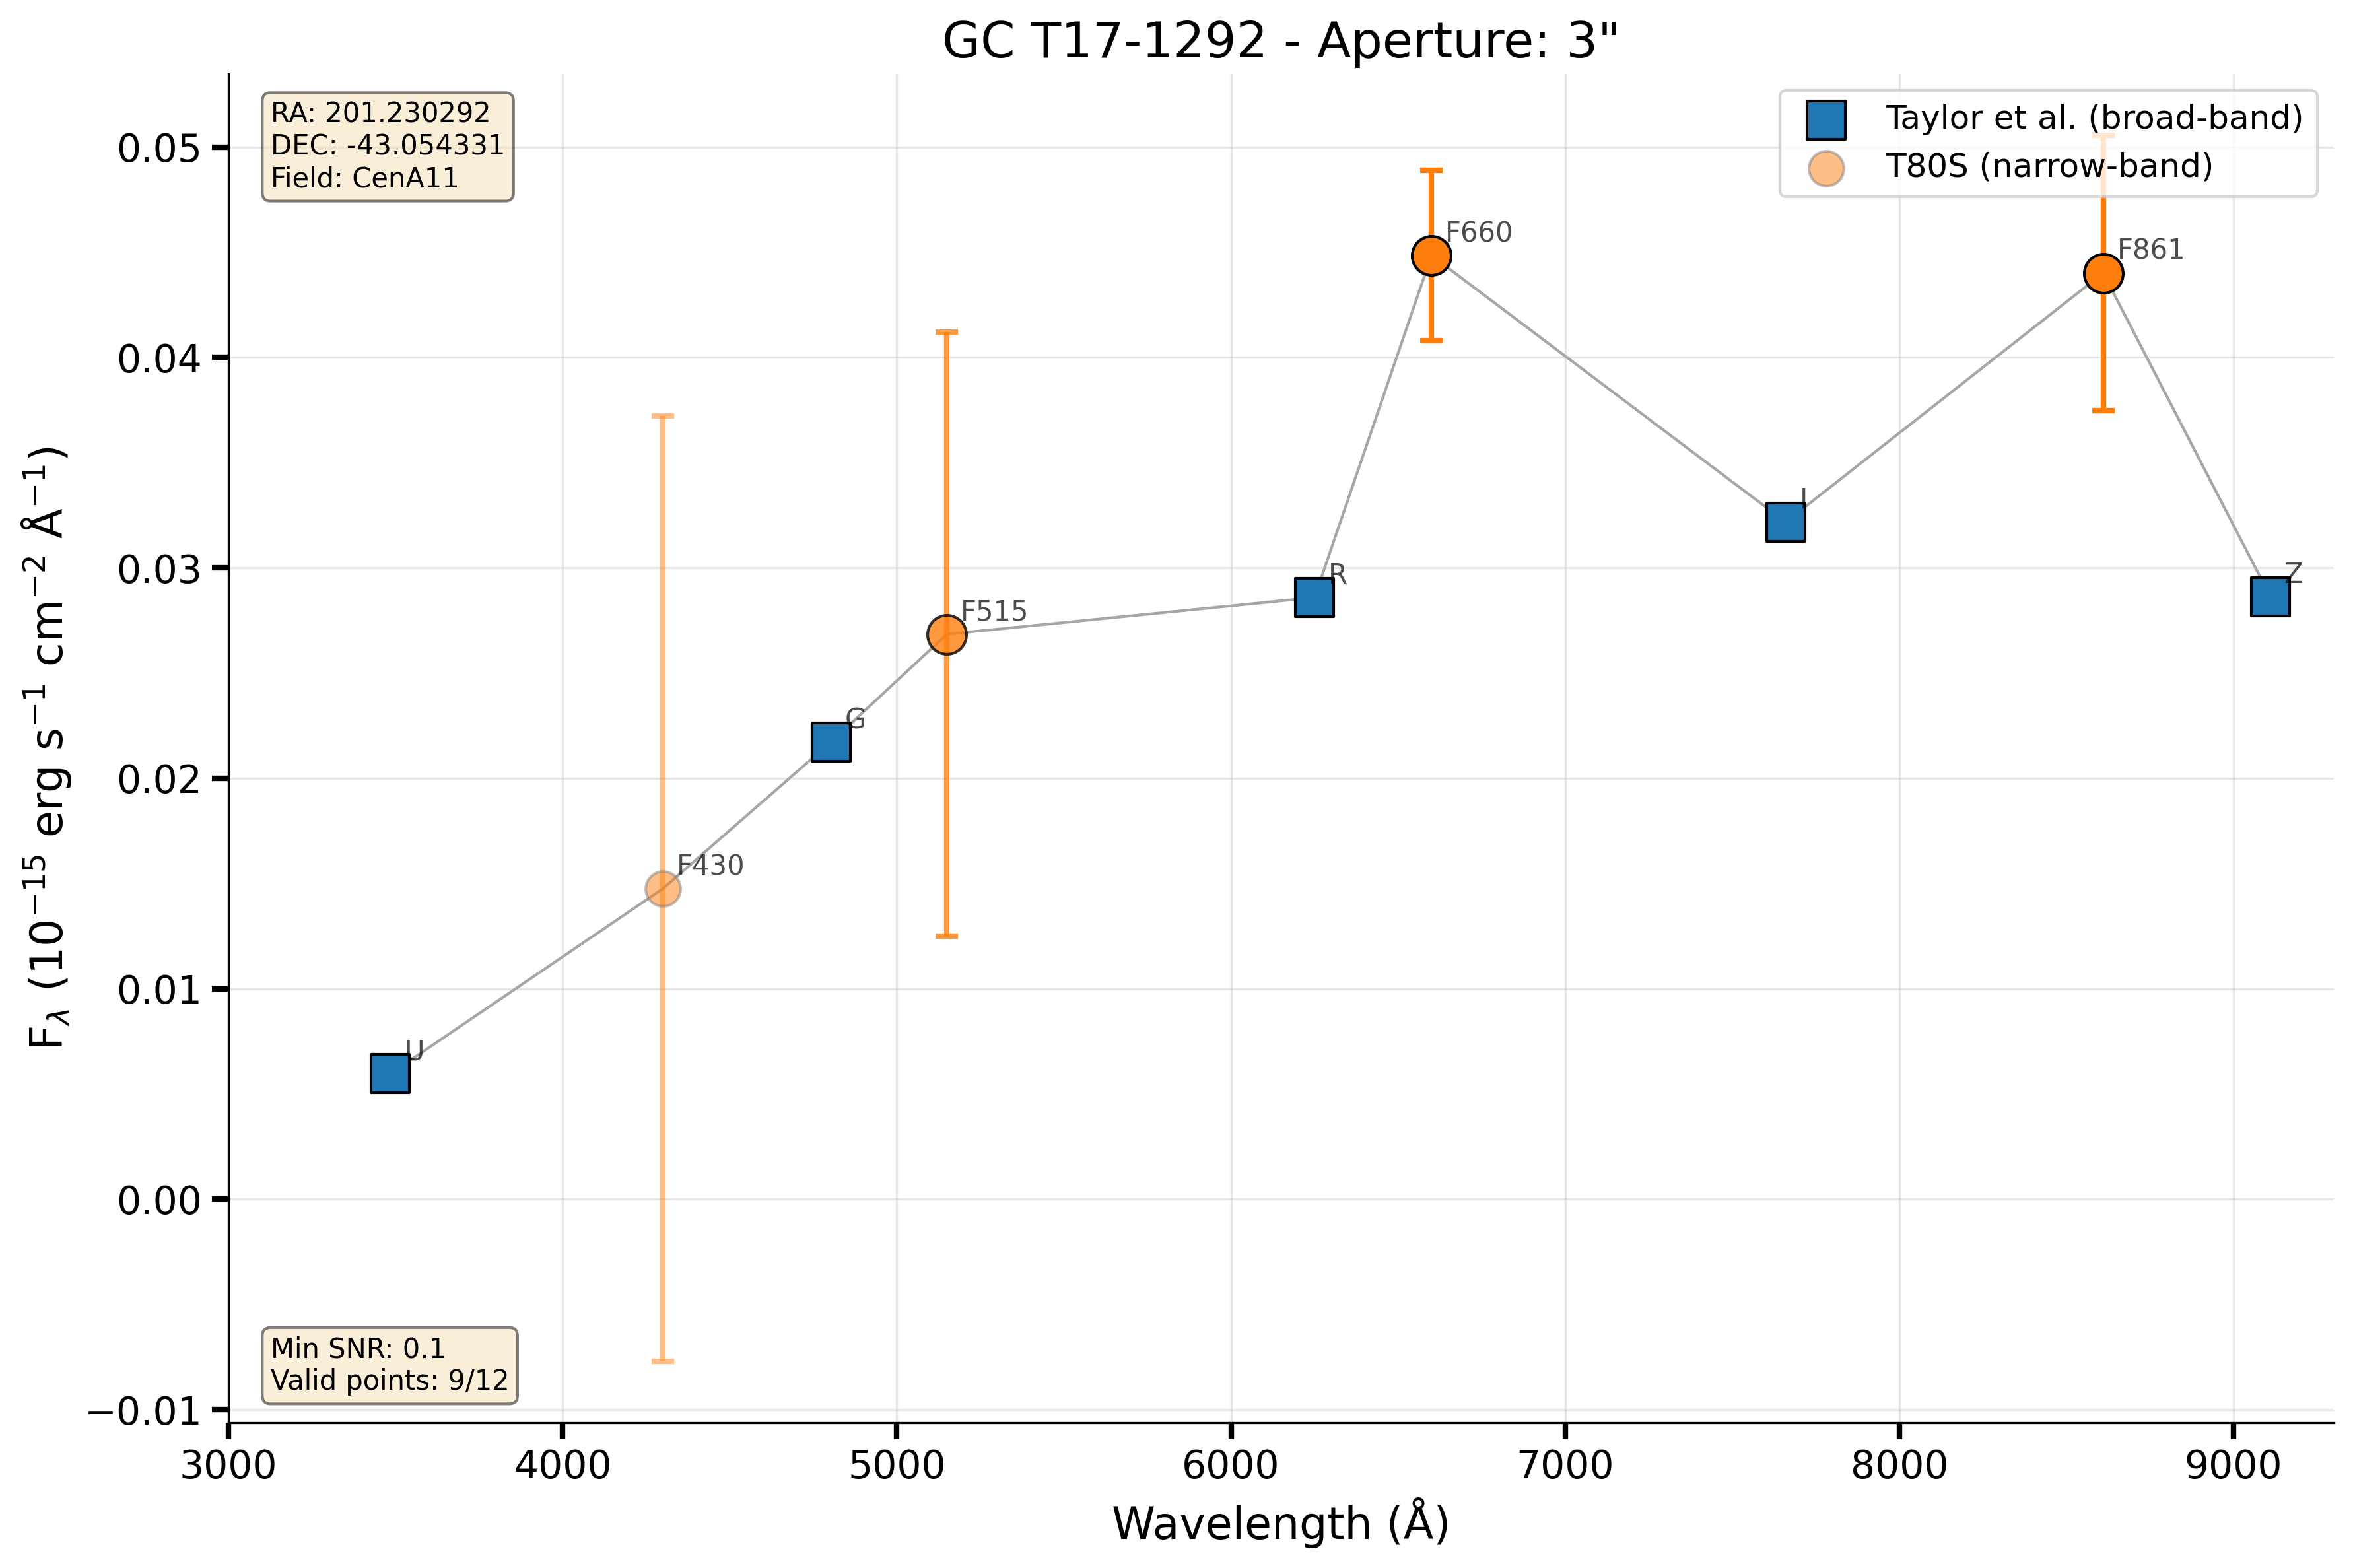 GC T17-1292 - Aperture: 3"
RA: 201.230292
DEC: -43.054331
Field: CenA11
Taylor et al. (broad-band)
T80S (narrow-band)
F660
F861
F515
F430
U
G
R
I
Z
0.05
0.04
0.03
0.02
0.01
0.00
−0.01
F_λ (10⁻¹⁵ erg s⁻¹ cm⁻² Å⁻¹)
Min SNR: 0.1
Valid points: 9/12
3000 4000 5000 6000 7000 8000 9000
Wavelength (Å)